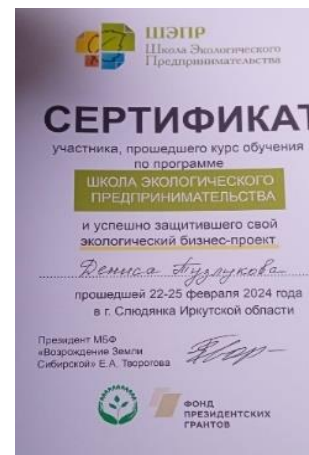 ШЭПР
Школа Экологического
Предпринимательства
СЕРТИФИКАТ
участника, прошедшего курс обучения
по программе
ШКОЛА ЭКОЛОГИЧЕСКОГО
ПРЕДПРИНИМАТЕЛЬСТВА
и успешно защитившего свой
экологический бизнес-проект
Дениса Тузлукова
прошедшей 22-25 февраля 2024 года
в г. Слюдянка Иркутской области
Президент МБФ
«Возрождение Земли
Сибирской» Е.А. Творогова
ФОНД
ПРЕЗИДЕНТСКИХ
ГРАНТОВ